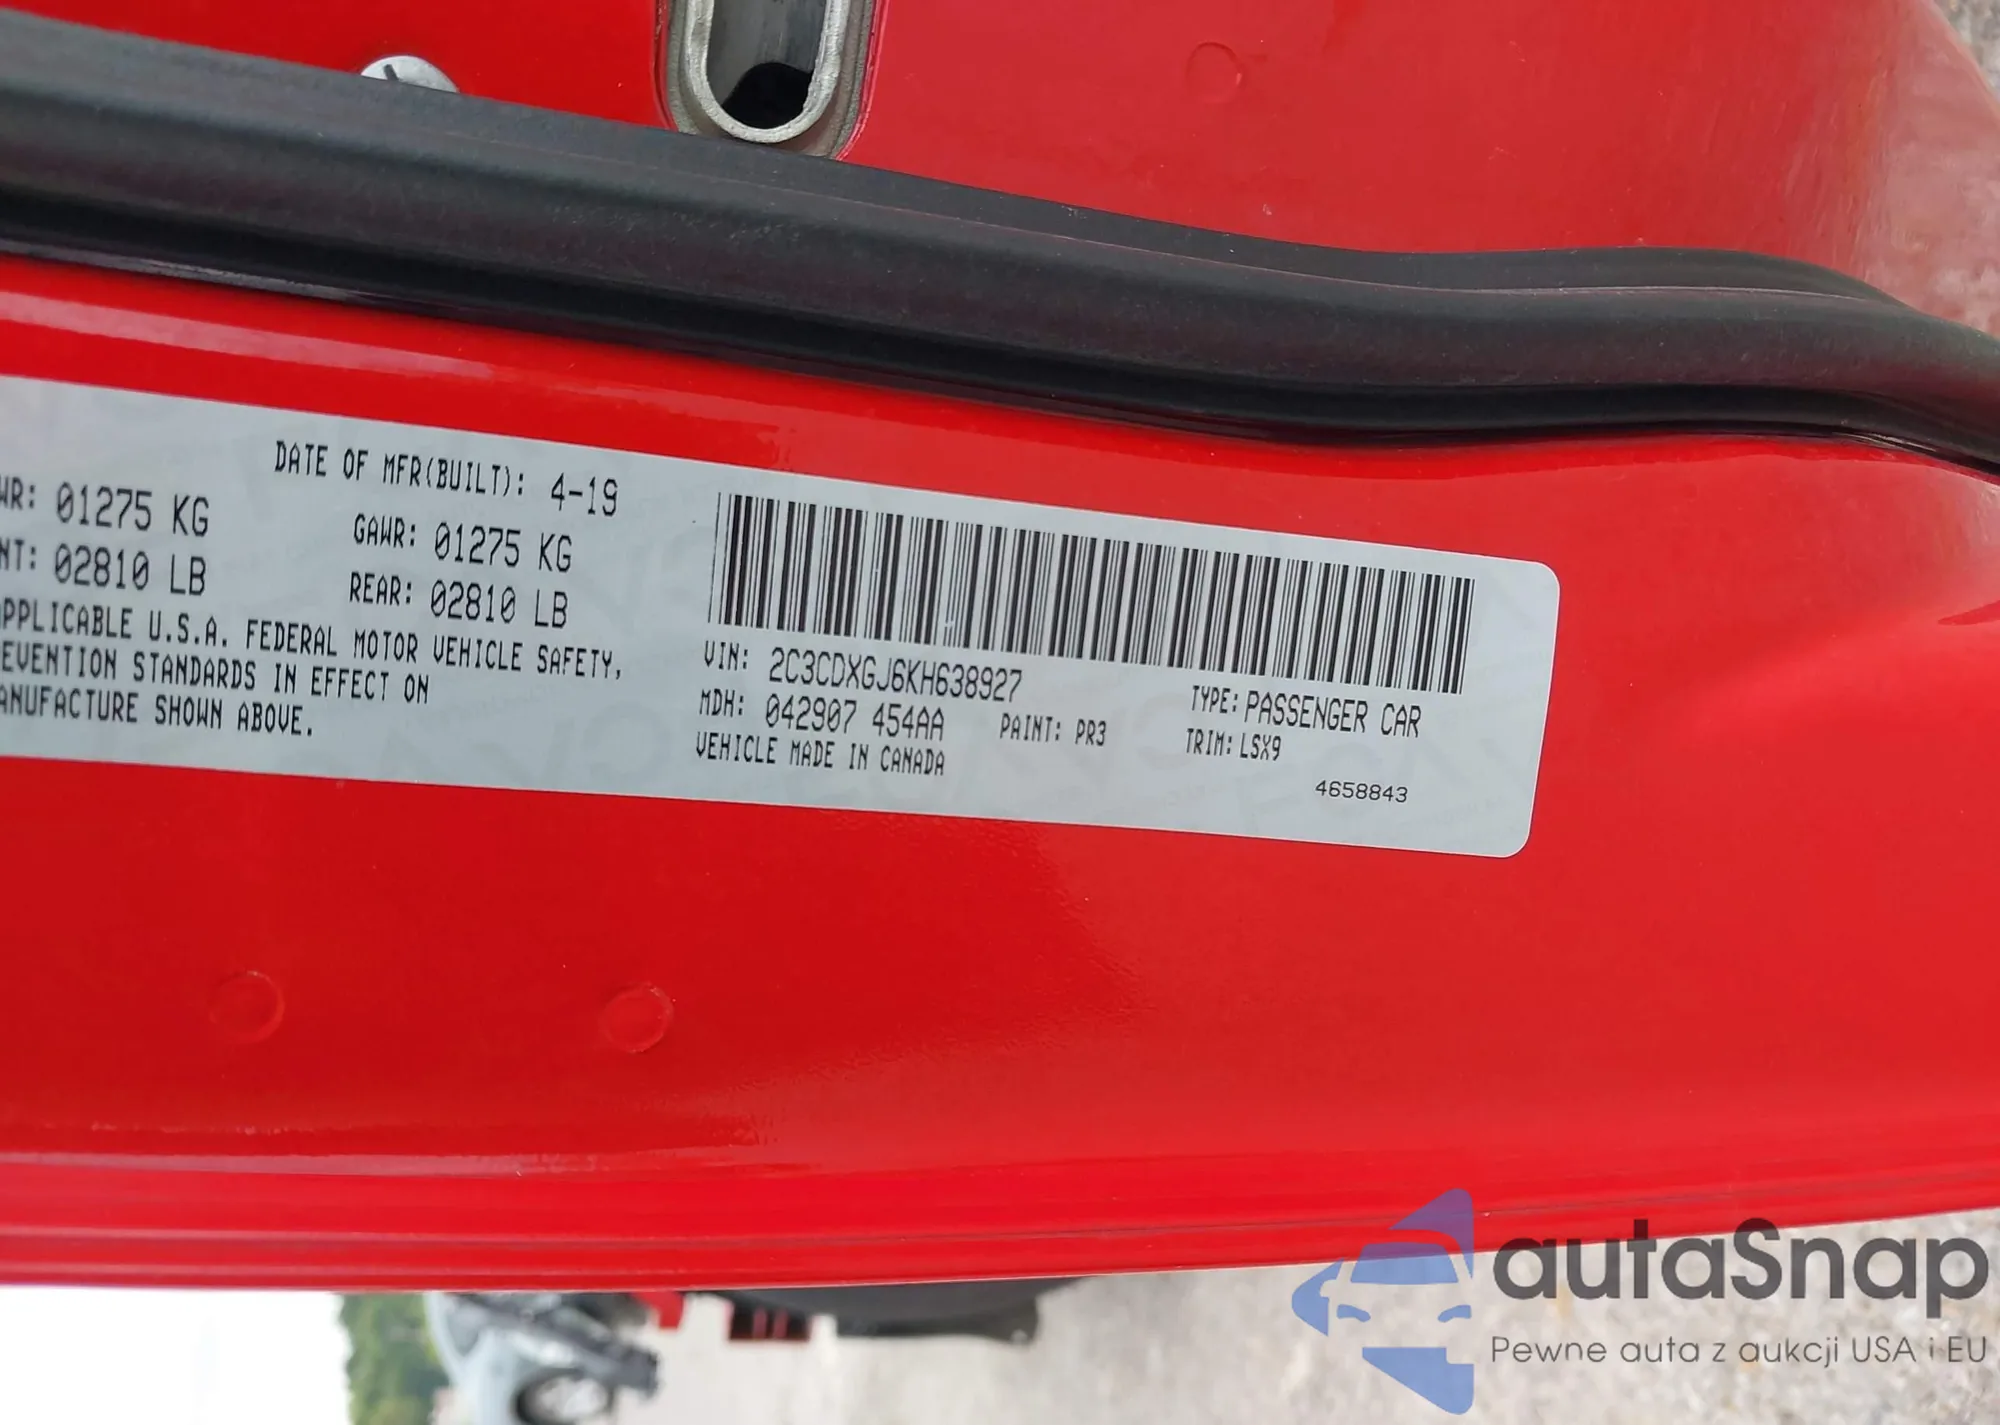 DATE OF MFR(BUILT): 4-19
WR: 01275 KG
GAWR: 01275 KG
NT: 02810 LB
REAR: 02810 LB
PPLICABLE U.S.A. FEDERAL MOTOR VEHICLE SAFETY,
EVENTION STANDARDS IN EFFECT ON
ANUFACTURE SHOWN ABOVE.
VIN: 2C3CDXGJ6KH638927
TYPE: PASSENGER CAR
MDH: 042907 454AA
PAINT: PR3
TRIM: LSX9
VEHICLE MADE IN CANADA
4658843
autaSnap
Pewne auta z aukcji USA i EU